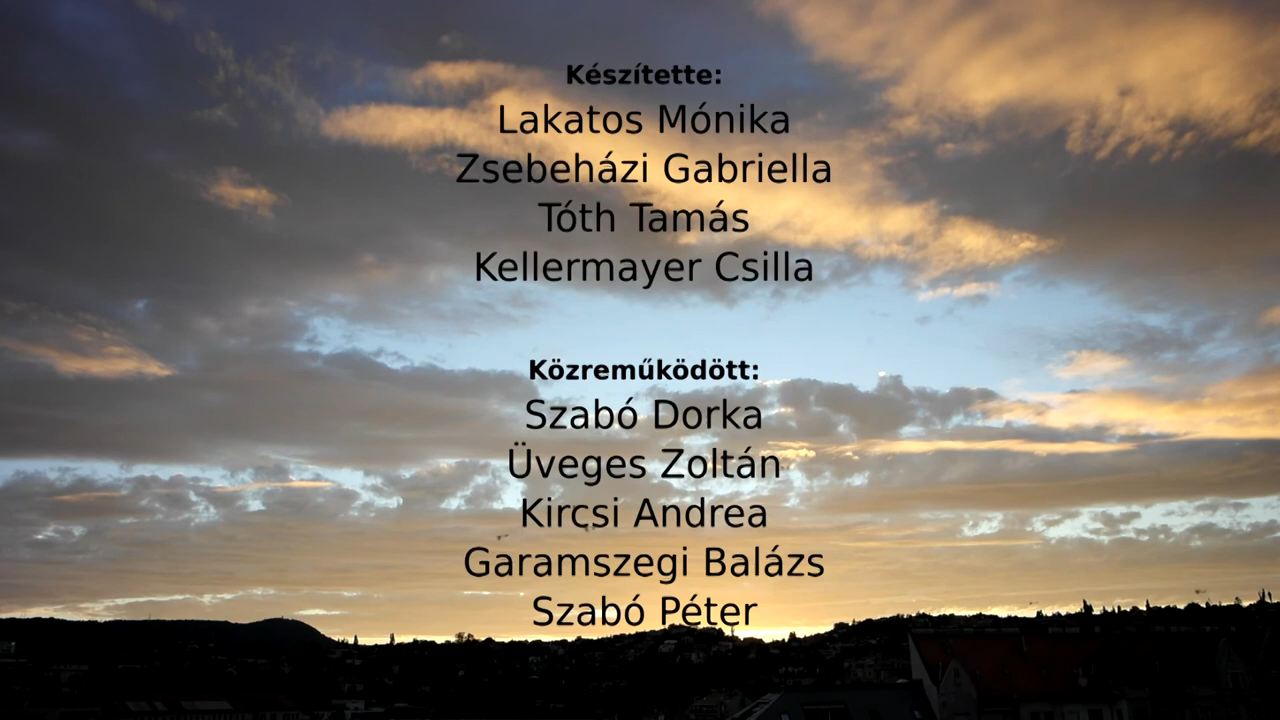 Készítette:
Lakatos Mónika
Zsebeházi Gabriella
Tóth Tamás
Kellermayer Csilla
Közreműködött:
Szabó Dorka
Üveges Zoltán
Kircsi Andrea
Garamszegi Balázs
Szabó Péter